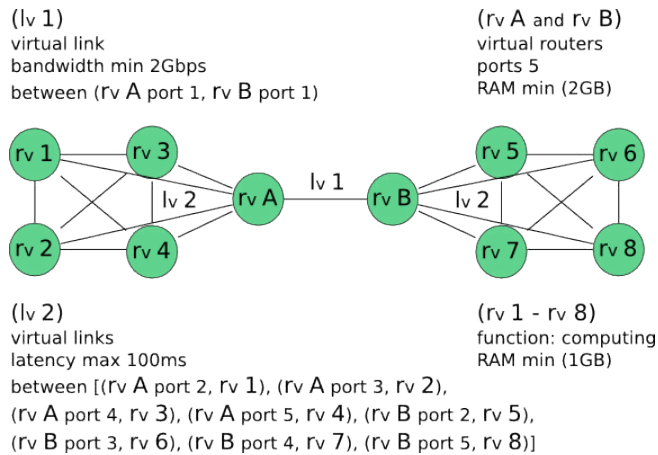 (lv 1)
virtual link
bandwidth min 2Gbps
between (rv A port 1, rv B port 1)
(rv A and rv B)
virtual routers
ports 5
RAM min (2GB)
rv 1
rv 3
rv 2
rv 4
lv 2
rv A
lv 1
rv B
lv 2
rv 5
rv 6
rv 7
rv 8
(lv 2)
virtual links
latency max 100ms
between [(rv A port 2, rv 1), (rv A port 3, rv 2),
(rv A port 4, rv 3), (rv A port 5, rv 4), (rv B port 2, rv 5),
(rv B port 3, rv 6), (rv B port 4, rv 7), (rv B port 5, rv 8)]
(rv 1 - rv 8)
function: computing
RAM min (1GB)